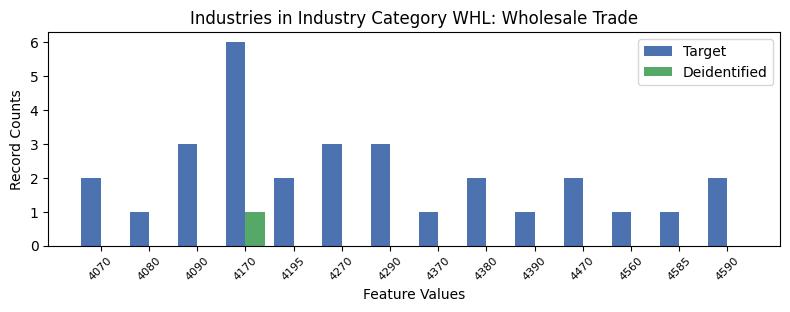 Industries in Industry Category WHL: Wholesale Trade
Target
Deidentified
Record Counts
6
5
4
3
2
1
0
4070 4080 4090 4170 4195 4270 4290 4370 4380 4390 4470 4560 4585 4590
Feature Values